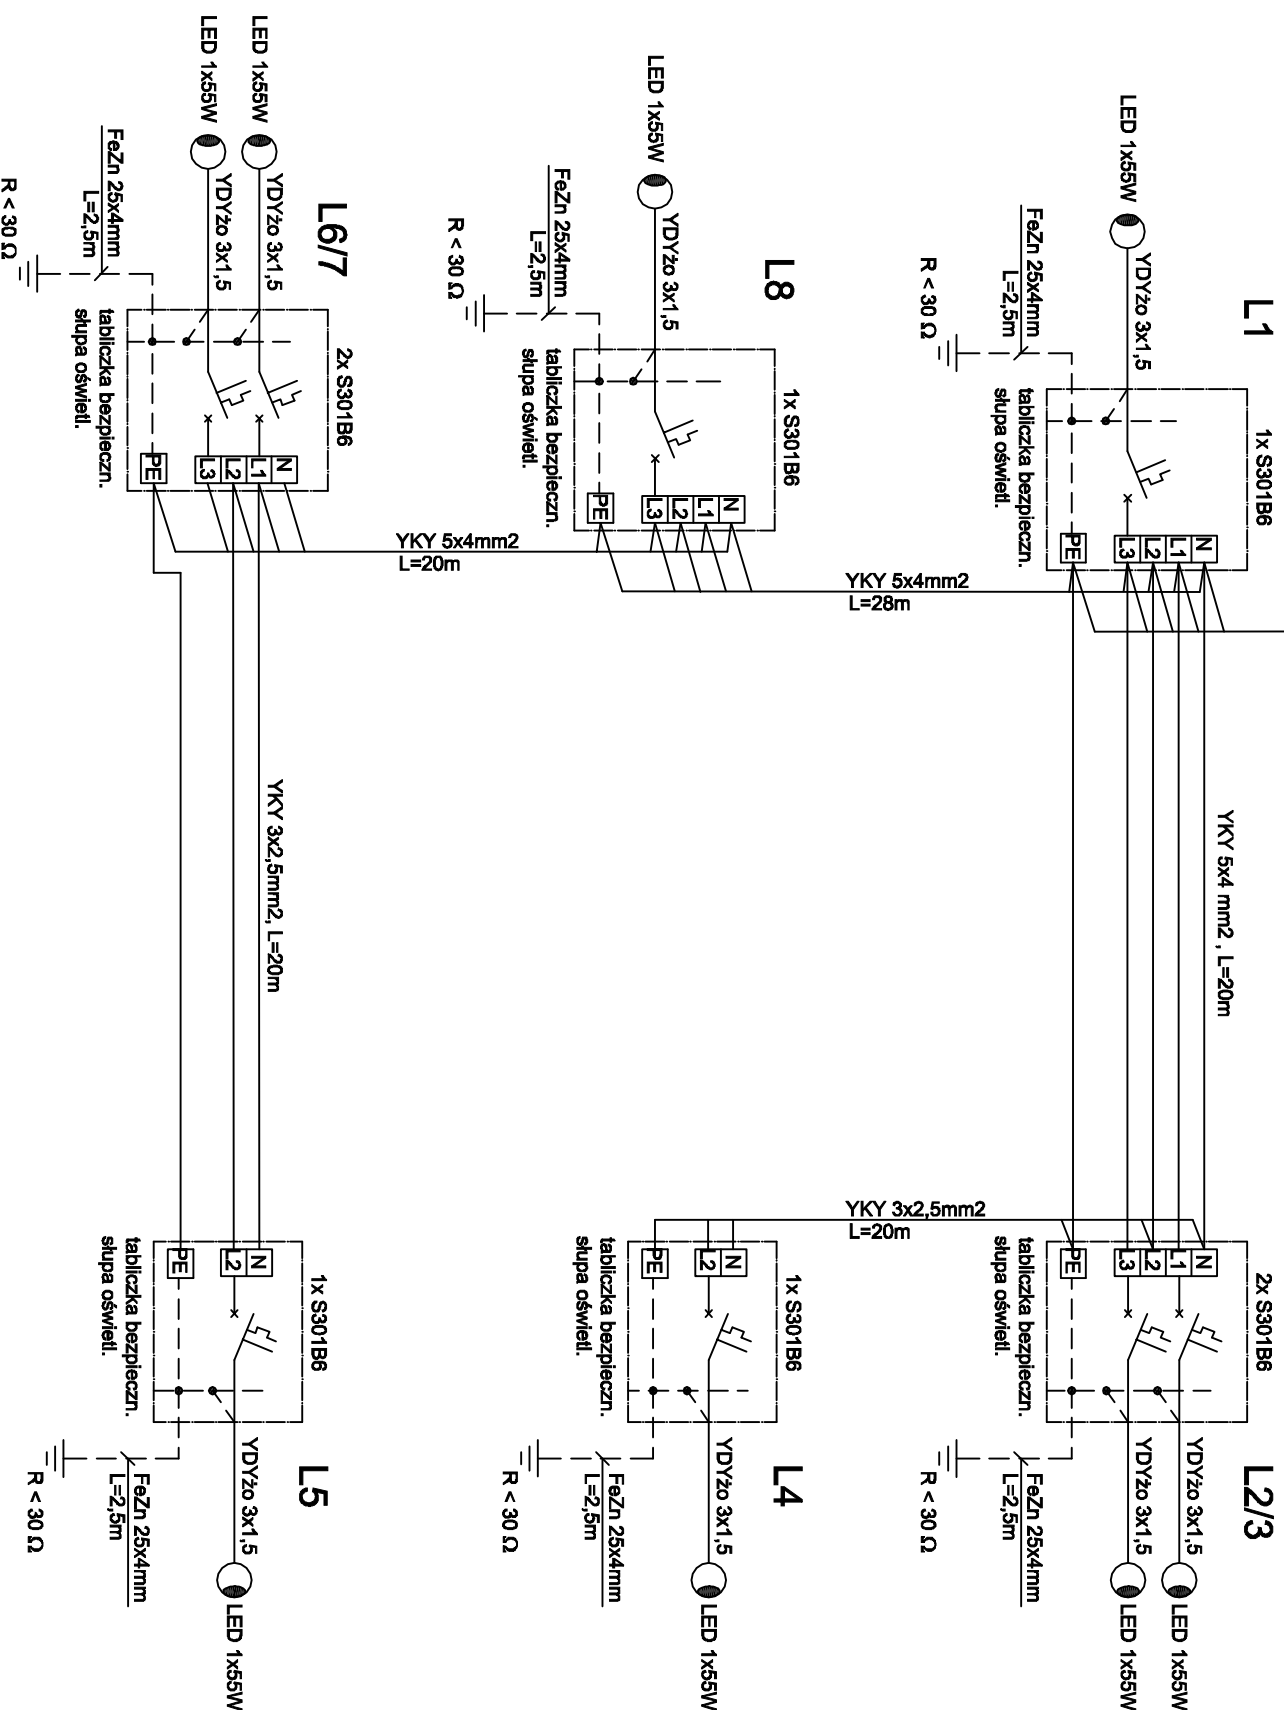 L1
1x S301B6
LED 1x55W
YDYżo 3x1,5
FeZn 25x4mm
L=2,5m
R < 30 Ω
tabliczka bezpieczn.
słupa oświetl.
N
L1
L2
L3
PE
YKY 5x4 mm2 , L=20m
L2/3
2x S301B6
N
L1
L2
L3
PE
tabliczka bezpieczn.
słupa oświetl.
YDYżo 3x1,5
YDYżo 3x1,5
LED 1x55W
LED 1x55W
FeZn 25x4mm
L=2,5m
R < 30 Ω
YKY 5x4mm2
L=28m
YKY 3x2,5mm2
L=20m
L8
1x S301B6
LED 1x55W
YDYżo 3x1,5
FeZn 25x4mm
L=2,5m
R < 30 Ω
tabliczka bezpieczn.
słupa oświetl.
N
L1
L2
L3
PE
L4
1x S301B6
N
L2
PE
tabliczka bezpieczn.
słupa oświetl.
YDYżo 3x1,5
LED 1x55W
FeZn 25x4mm
L=2,5m
R < 30 Ω
YKY 5x4mm2
L=20m
L6/7
2x S301B6
LED 1x55W
LED 1x55W
YDYżo 3x1,5
YDYżo 3x1,5
FeZn 25x4mm
L=2,5m
R < 30 Ω
tabliczka bezpieczn.
słupa oświetl.
N
L1
L2
L3
PE
YKY 3x2,5mm2, L=20m
L5
1x S301B6
N
L2
PE
tabliczka bezpieczn.
słupa oświetl.
YDYżo 3x1,5
LED 1x55W
FeZn 25x4mm
L=2,5m
R < 30 Ω